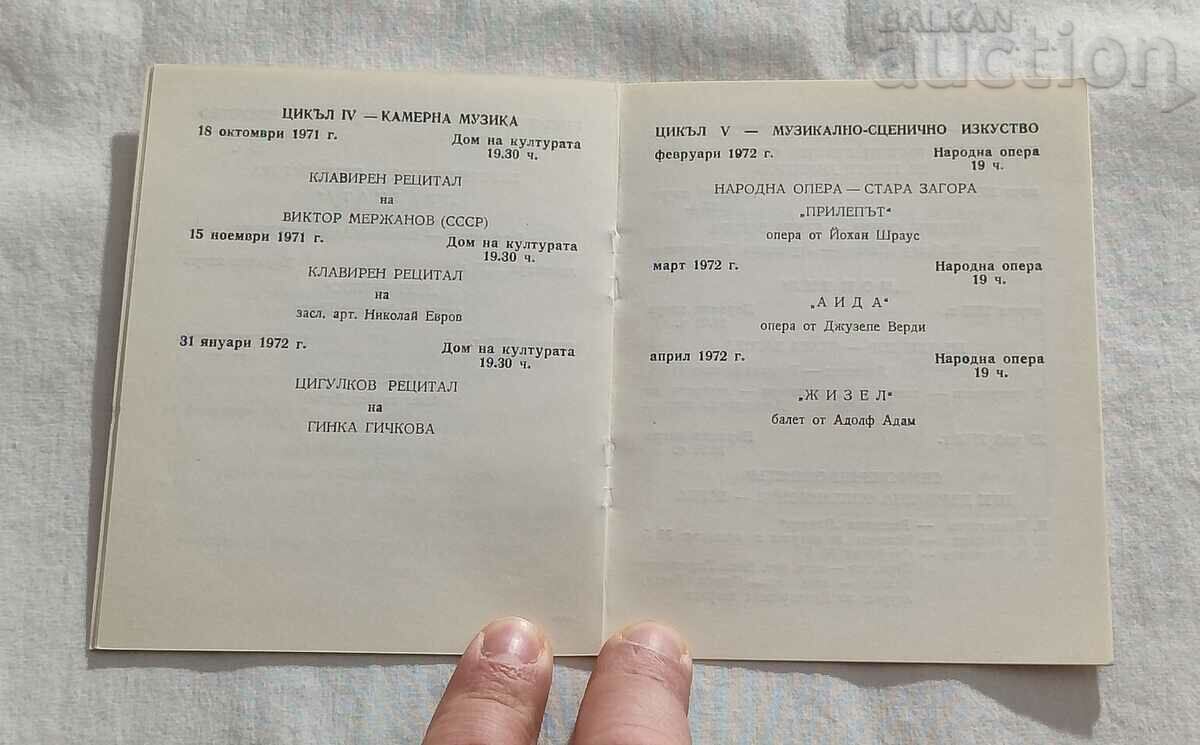 BALKAN
auction
ЦИКЪЛ IV — КАМЕРНА МУЗИКА
18 октомври 1971 г. Дом на културата
19.30 ч.
КЛАВИРЕН РЕЦИТАЛ
на
ВИКТОР МЕРЖАНОВ (СССР)
15 ноември 1971 г. Дом на културата
19.30 ч.
КЛАВИРЕН РЕЦИТАЛ
на
засл. арт. Николай Евров
31 януари 1972 г. Дом на културата
19.30 ч.
ЦИГУЛКОВ РЕЦИТАЛ
на
ГИНКА ГИЧКОВА
ЦИКЪЛ V — МУЗИКАЛНО-СЦЕНИЧНО ИЗКУСТВО
февруари 1972 г. Народна опера
19 ч.
НАРОДНА ОПЕРА — СТАРА ЗАГОРА
„ПРИЛЕПЪТ“
опера от Йохан Шраус
март 1972 г. Народна опера
19 ч.
„АИДА“
опера от Джузепе Верди
април 1972 г. Народна опера
19 ч.
„ЖИЗЕЛ“
балет от Адолф Адам